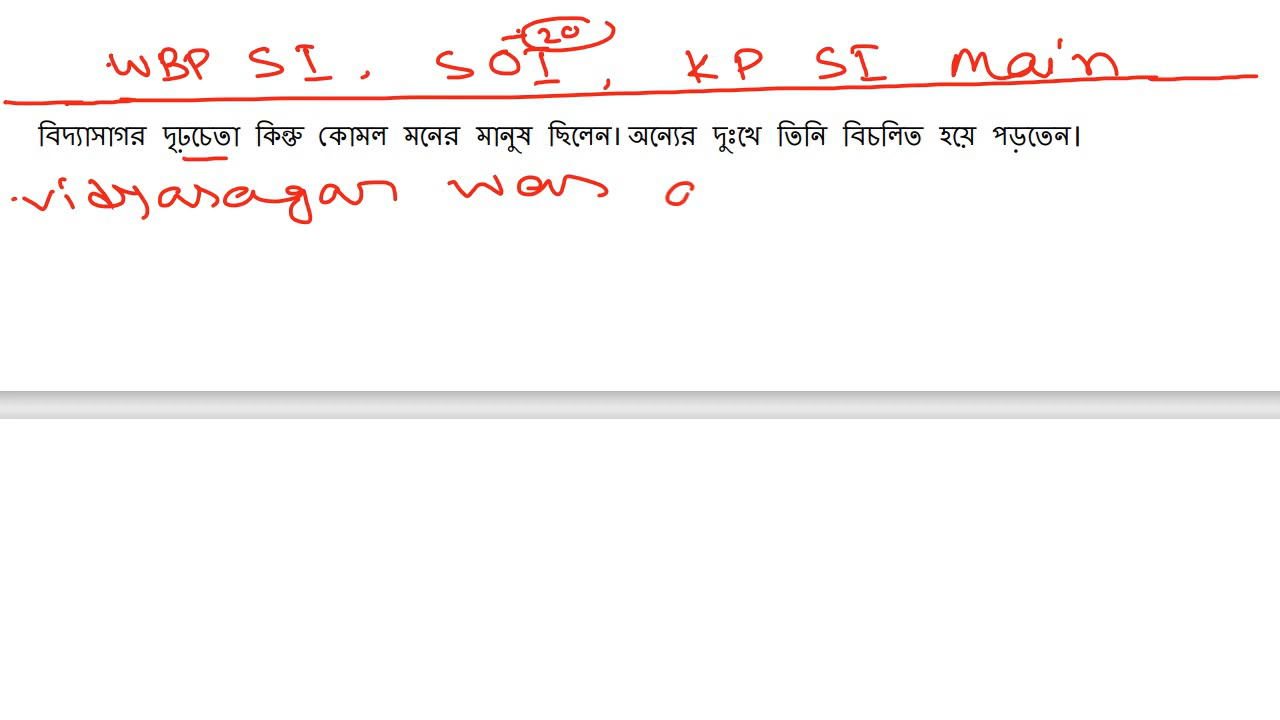 WBP SI, SOI -20, KP SI Main
বিদ্যাসাগর দৃঢ়চেতা কিন্তু কোমল মনের মানুষ ছিলেন। অন্যের দুঃখে তিনি বিচলিত হয়ে পড়তেন।
Vidyasagar was a